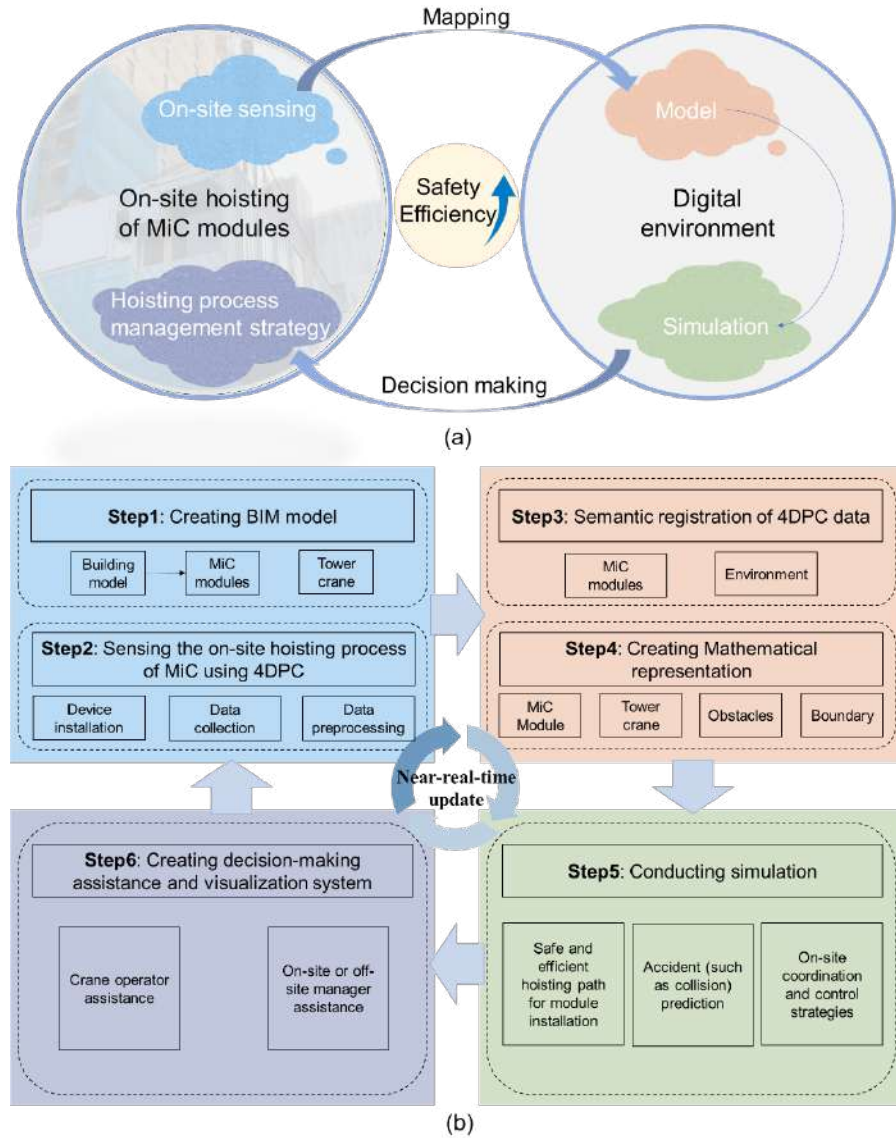 Mapping
On-site sensing
Model
On-site hoisting
of MiC modules
Safety
Efficiency
Digital
environment
Hoisting process
management strategy
Simulation
Decision making
(a)
Step1: Creating BIM model
Building
model
MiC
modules
Tower
crane
Step2: Sensing the on-site hoisting process
of MiC using 4DPC
Device
installation
Data
collection
Data
preprocessing
Step3: Semantic registration of 4DPC data
MiC
modules
Environment
Step4: Creating Mathematical
representation
MiC
Module
Tower
crane
Obstacles
Boundary
Near-real-time
update
Step6: Creating decision-making
assistance and visualization system
Crane operator
assistance
On-site or off-
site manager
assistance
Step5: Conducting simulation
Safe and
efficient
hoisting path
for module
installation
Accident (such
as collision)
prediction
On-site
coordination
and control
strategies
(b)